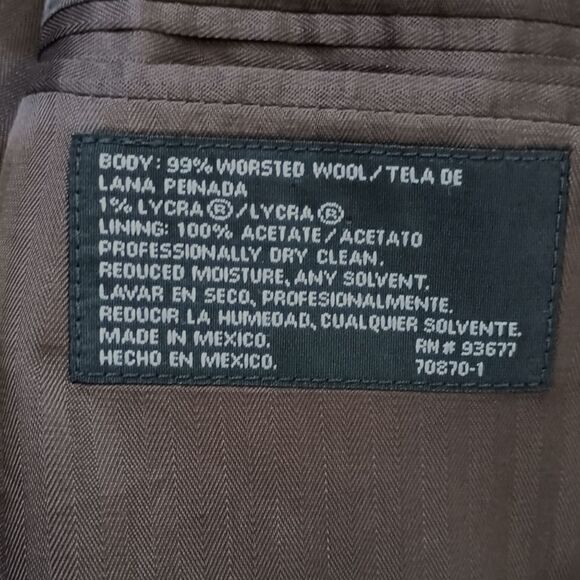 BODY: 99% WORSTED WOOL/TELA DE
LANA PEINADA
1% LYCRA®/LYCRA®
LINING: 100% ACETATE/ACETATO
PROFESSIONALLY DRY CLEAN.
REDUCED MOISTURE, ANY SOLVENT.
LAVAR EN SECO, PROFESIONALMENTE.
REDUCIR LA HUMEDAD, CUALQUIER SOLVENTE.
MADE IN MEXICO. RN# 93677
HECHO EN MEXICO. 70870-1